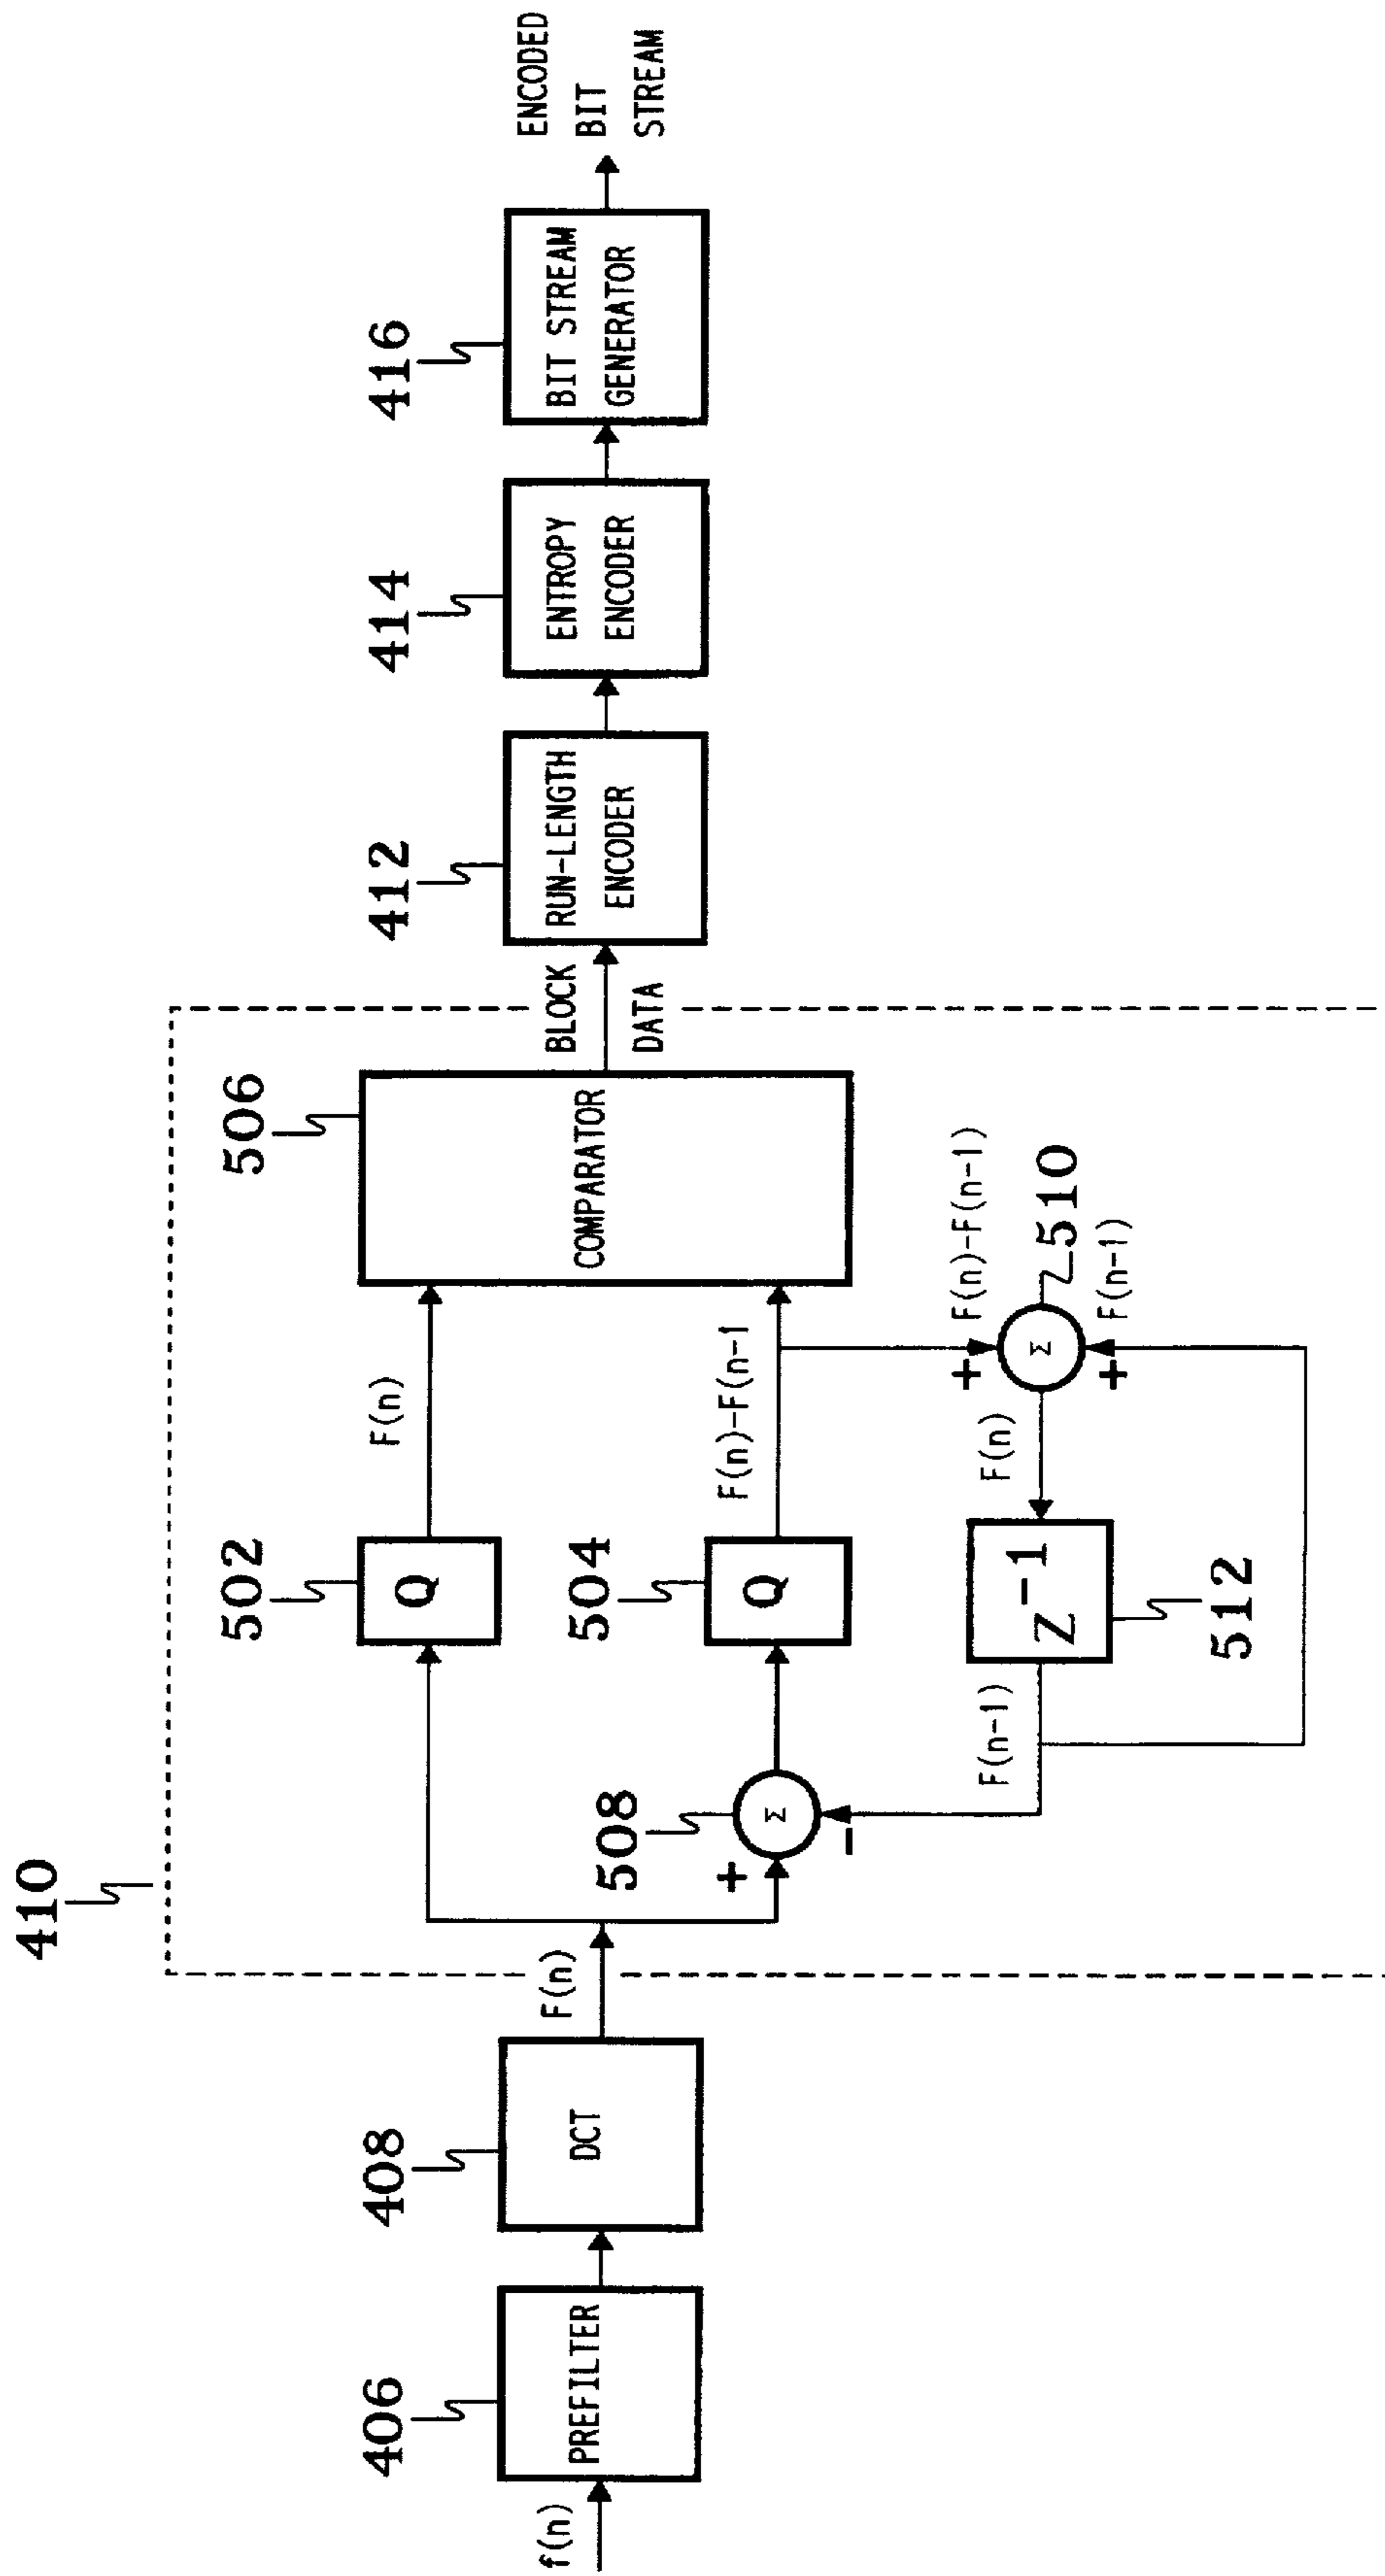 410
f(n)
406
PREFILTER
408
DCT
F(n)
502
Q
F(n)
508
+
Σ
-
504
Q
F(n)-F(n-1
506
COMPARATOR
F(n-1)
Z-1
512
F(n)
+
Σ
+
F(n)-F(n-1)
510
F(n-1)
BLOCK
DATA
412
RUN-LENGTH
ENCODER
414
ENTROPY
ENCODER
416
BIT STREAM
GENERATOR
ENCODED
BIT
STREAM